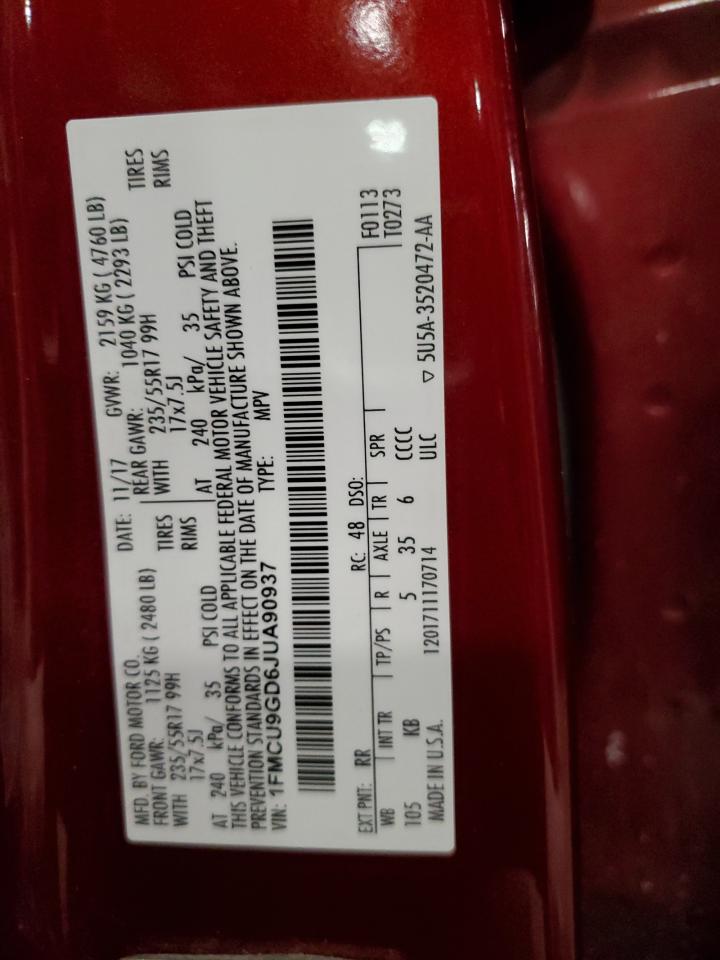 MFD. BY FORD MOTOR CO.
DATE: 11/17 GVWR: 2159 KG ( 4760 LB)
FRONT GAWR: 1125 KG ( 2480 LB) REAR GAWR: 1040 KG ( 2293 LB)
WITH 235/55R17 99H TIRES WITH 235/55R17 99H TIRES
17x7.5J RIMS 17x7.5J RIMS
AT 240 kPa/ 35 PSI COLD AT 240 kPa/ 35 PSI COLD
THIS VEHICLE CONFORMS TO ALL APPLICABLE FEDERAL MOTOR VEHICLE SAFETY AND THEFT
PREVENTION STANDARDS IN EFFECT ON THE DATE OF MANUFACTURE SHOWN ABOVE.
VIN: 1FMCU9GD6JUA90937 TYPE: MPV
EXT PNT: RR RC: 48 DSO: F0113
WB INT TR TP/PS R AXLE TR SPR T0273
105 KB 5 35 6 CCCC
MADE IN U.S.A. 1201711170714 ULC ▽ 5U5A-3520472-AA